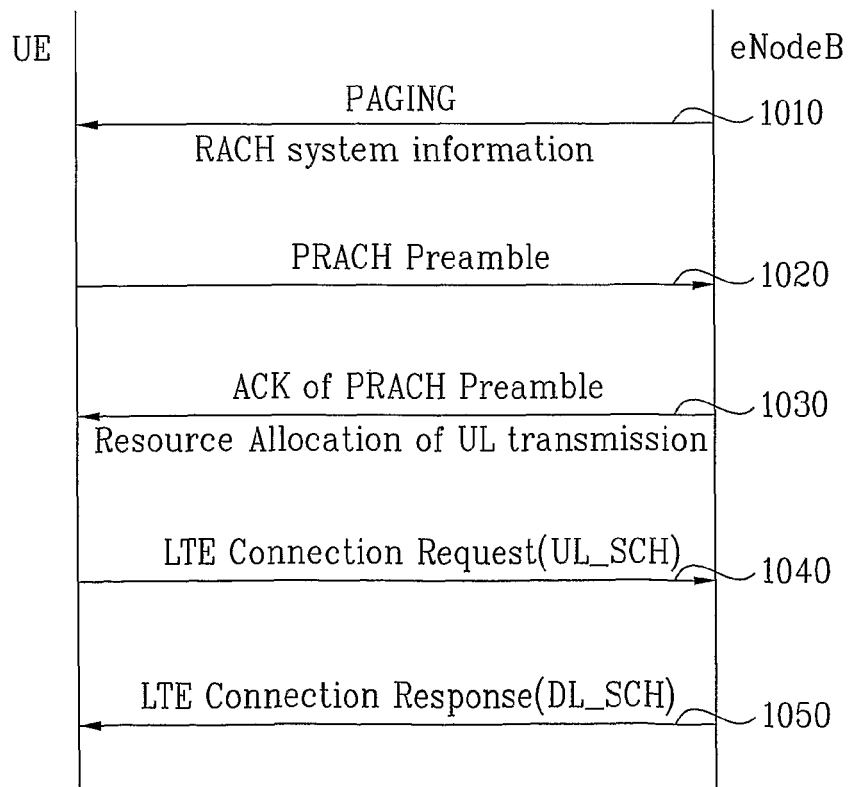 UE
eNodeB
PAGING
1010
RACH system information
PRACH Preamble
1020
ACK of PRACH Preamble
1030
Resource Allocation of UL transmission
LTE Connection Request(UL_SCH)
1040
LTE Connection Response(DL_SCH)
1050